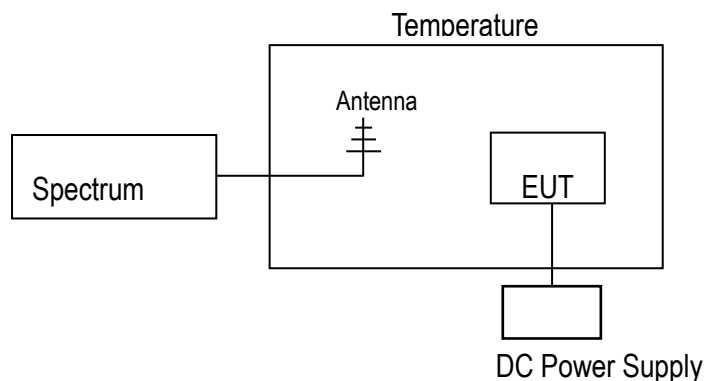 Temperature
Antenna
Spectrum
EUT
DC Power Supply